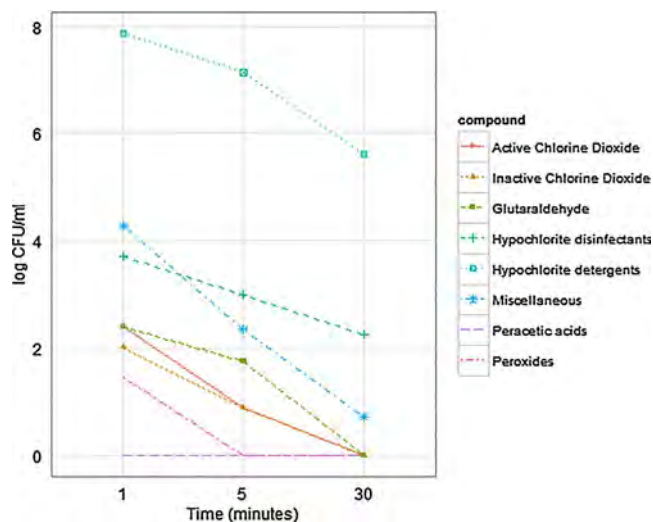 8
6
4
2
0
log CFU/ml
1 5 30
Time (minutes)
compound
Active Chlorine Dioxide
Inactive Chlorine Dioxide
Glutaraldehyde
Hypochlorite disinfectants
Hypochlorite detergents
Miscellaneous
Peracetic acids
Peroxides